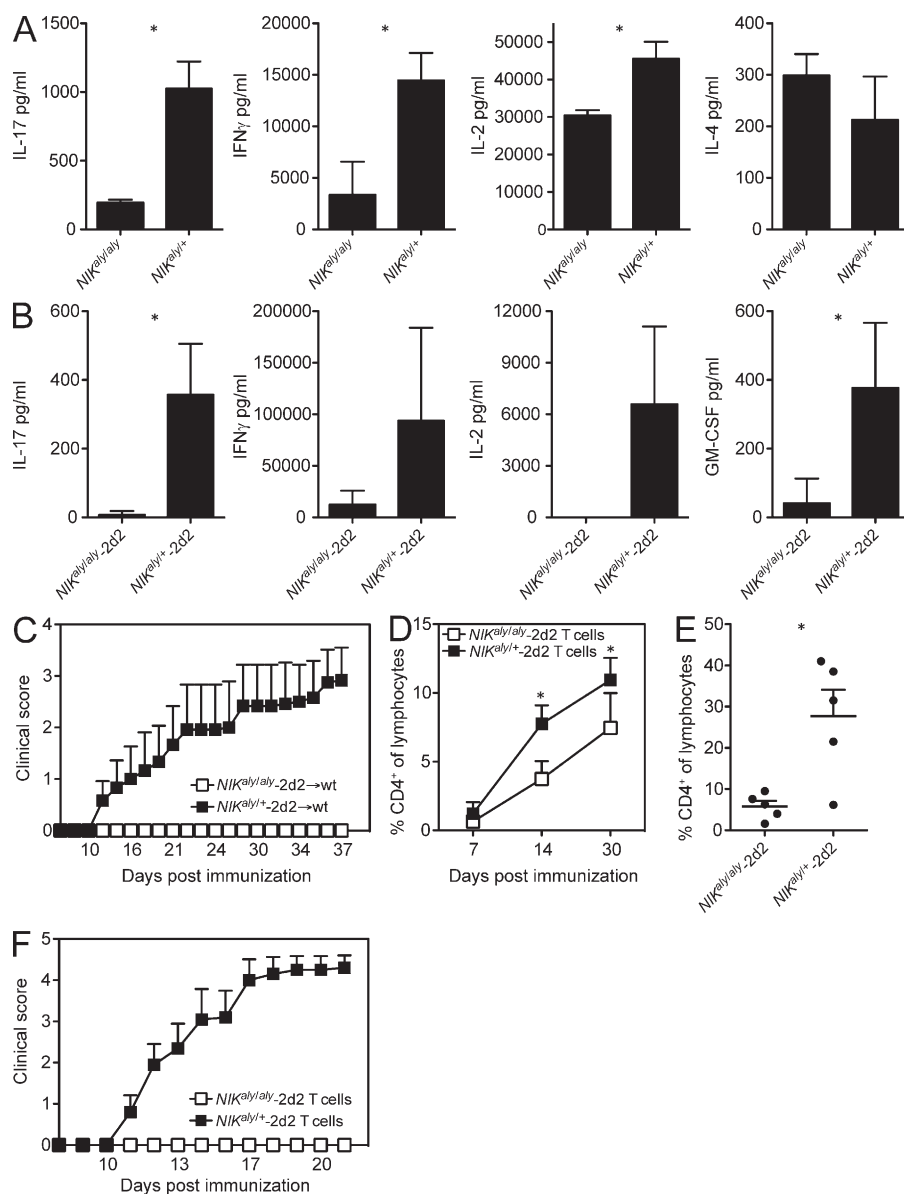 A
IL-17 pg/ml
1500
1000
500
0
NIKaly/aly
NIKaly/+
*
IFNγ pg/ml
20000
15000
10000
5000
0
NIKaly/aly
NIKaly/+
*
IL-2 pg/ml
50000
40000
30000
20000
10000
0
NIKaly/aly
NIKaly/+
*
IL-4 pg/ml
400
300
200
100
0
NIKaly/aly
NIKaly/+
B
IL-17 pg/ml
600
400
200
0
NIKaly/aly-2d2
NIKaly/+-2d2
*
IFNγ pg/ml
200000
150000
100000
50000
0
NIKaly/aly-2d2
NIKaly/+-2d2
IL-2 pg/ml
12000
9000
6000
3000
0
NIKaly/aly-2d2
NIKaly/+-2d2
GM-CSF pg/ml
600
400
200
0
NIKaly/aly-2d2
NIKaly/+-2d2
*
C
Clinical score
4
3
2
1
0
NIKaly/aly-2d2→wt
NIKaly/+-2d2→wt
10 16 21 24 30 34 37
Days post immunization
D
% CD4+ of lymphocytes
15
10
5
0
NIKaly/aly-2d2 T cells
NIKaly/+-2d2 T cells
*
*
7 14 30
Days post immunization
E
% CD4+ of lymphocytes
50
40
30
20
10
0
*
NIKaly/aly-2d2
NIKaly/+-2d2
F
Clinical score
5
4
3
2
1
0
NIKaly/aly-2d2 T cells
NIKaly/+-2d2 T cells
10 13 17 20
Days post immunization